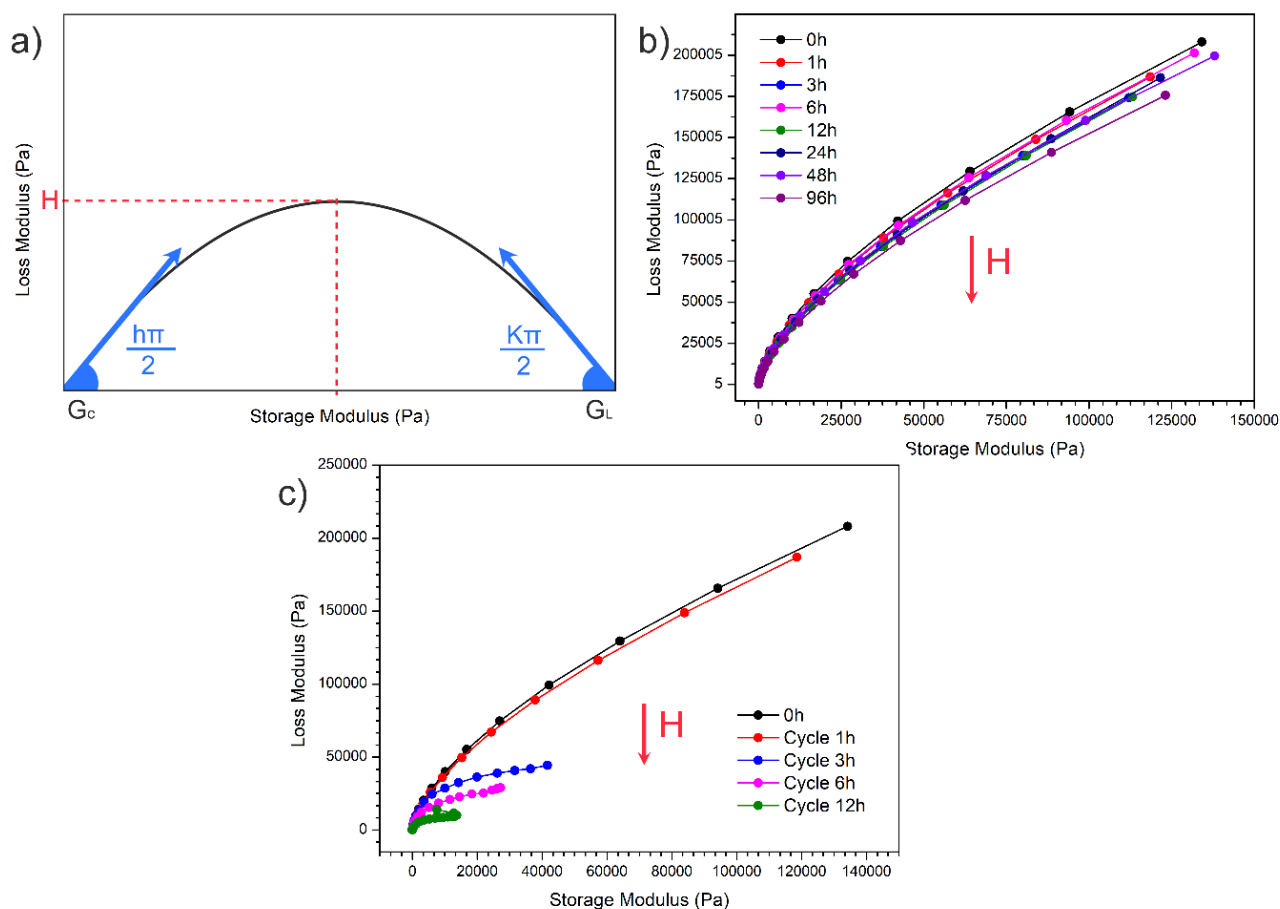 a)
Loss Modulus (Pa)
H
hπ
2
Kπ
2
Gc
Storage Modulus (Pa)
GL
b)
Loss Modulus (Pa)
200005
175005
150005
125005
100005
75005
50005
25005
5
0h
1h
3h
6h
12h
24h
48h
96h
H
0 25000 50000 75000 100000 125000 150000
Storage Modulus (Pa)
c)
Loss Modulus (Pa)
250000
200000
150000
100000
50000
0
H
0h
Cycle 1h
Cycle 3h
Cycle 6h
Cycle 12h
0 20000 40000 60000 80000 100000 120000 140000
Storage Modulus (Pa)